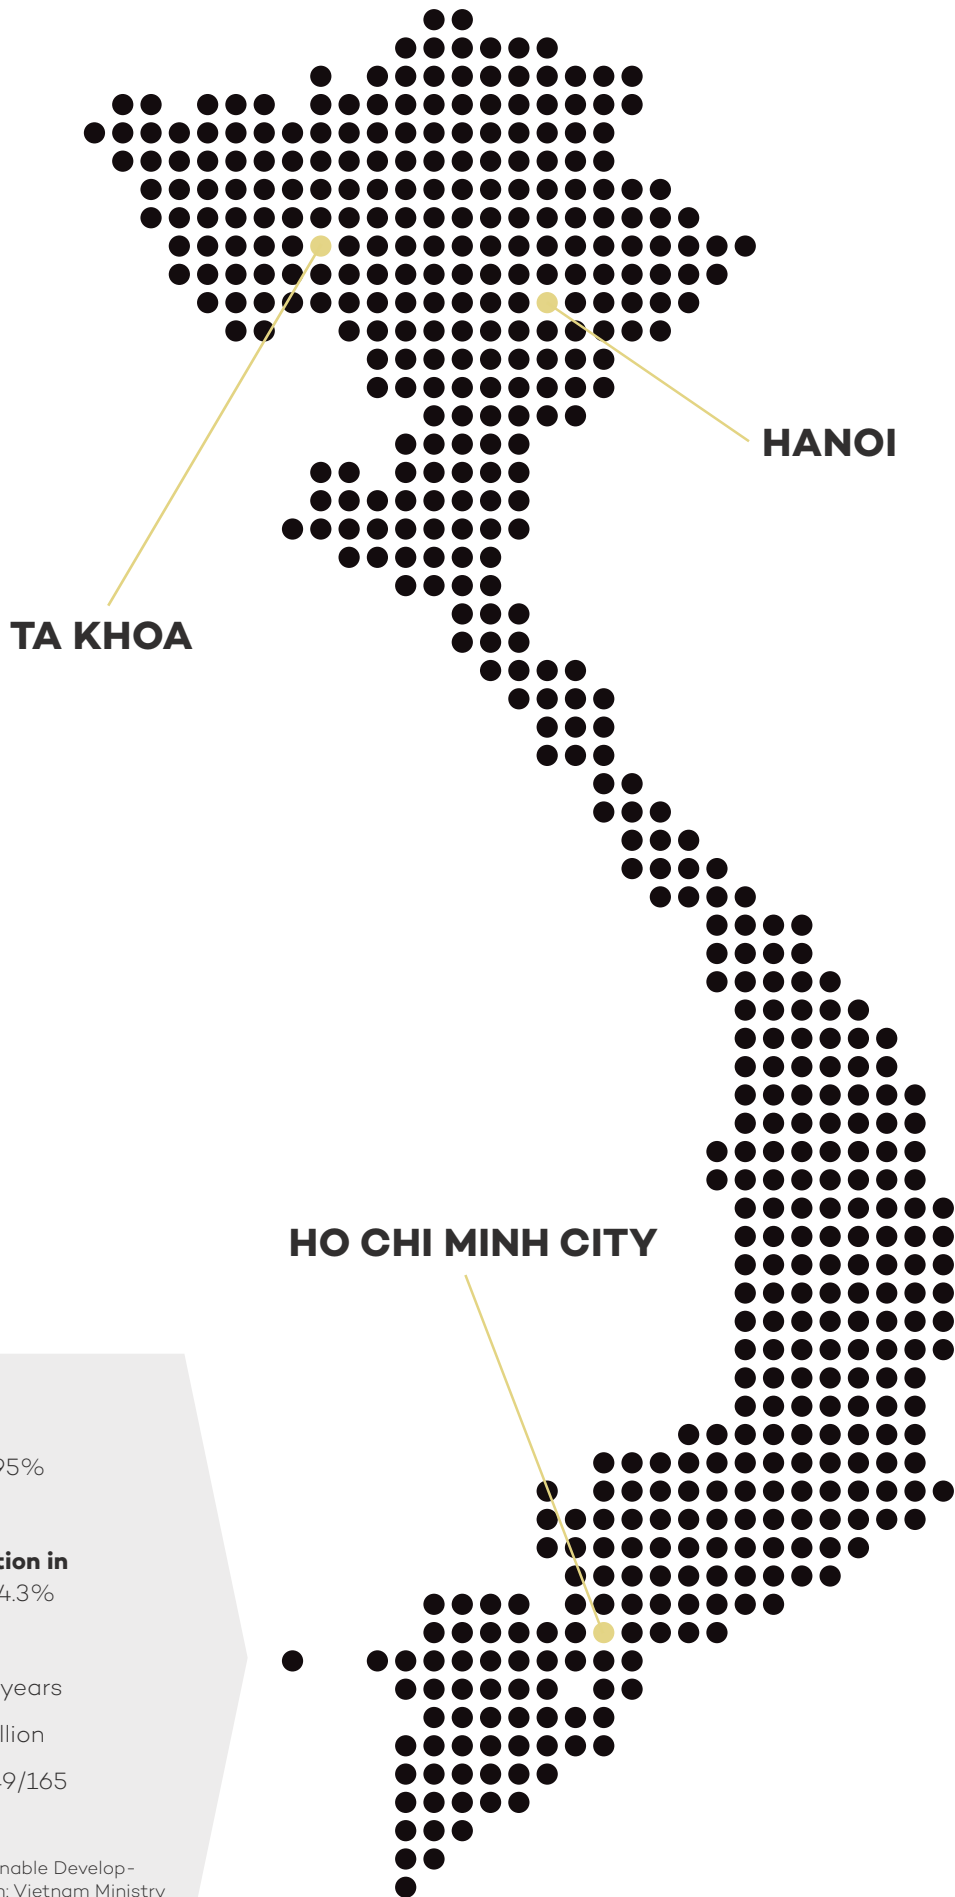 HANOI
TA KHOA
HO CHI MINH CITY
95%
tion in
4.3%
years
llion
49/165
nable Develop-
n; Vietnam Ministry